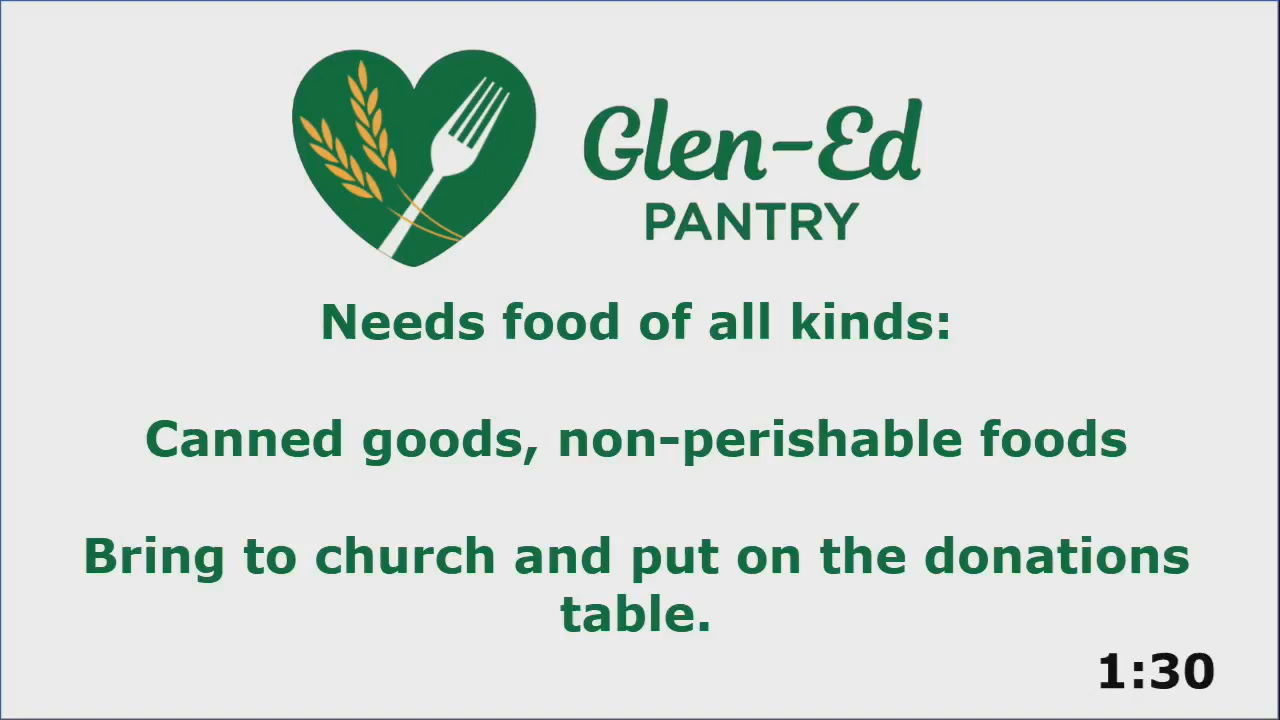 Glen-Ed
PANTRY
Needs food of all kinds:
Canned goods, non-perishable foods
Bring to church and put on the donations
table.
1:30